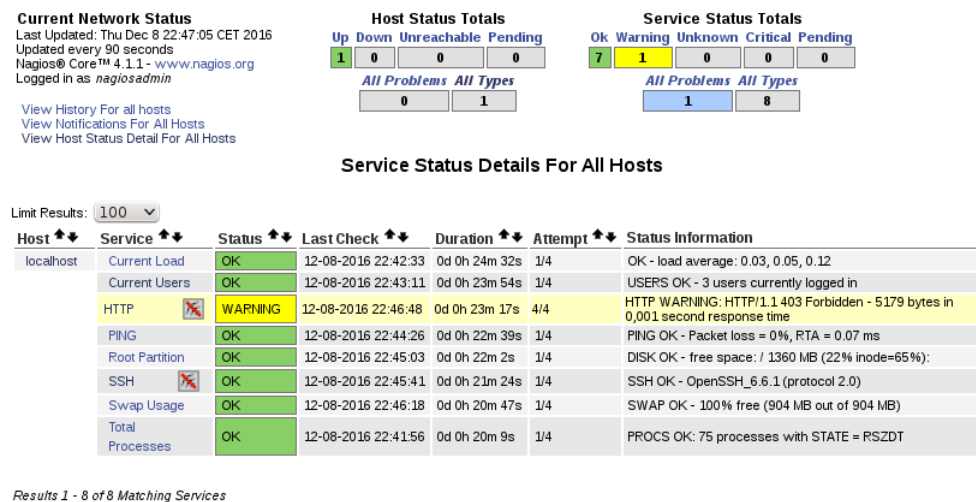 Current Network Status
Last Updated: Thu Dec 8 22:47:05 CET 2016
Updated every 90 seconds
Nagios® Core™ 4.1.1 - www.nagios.org
Logged in as nagiosadmin
View History For all hosts
View Notifications For All Hosts
View Host Status Detail For All Hosts
Host Status Totals
Up Down Unreachable Pending
1 0 0 0
All Problems All Types
0 1
Service Status Totals
Ok Warning Unknown Critical Pending
7 1 0 0 0
All Problems All Types
1 8
Service Status Details For All Hosts
Limit Results: 100
Host Service Status Last Check Duration Attempt Status Information
localhost Current Load OK 12-08-2016 22:42:33 0d 0h 24m 32s 1/4 OK - load average: 0.03, 0.05, 0.12
Current Users OK 12-08-2016 22:43:11 0d 0h 23m 54s 1/4 USERS OK - 3 users currently logged in
HTTP WARNING 12-08-2016 22:46:48 0d 0h 23m 17s 4/4 HTTP WARNING: HTTP/1.1 403 Forbidden - 5179 bytes in
0,001 second response time
PING OK 12-08-2016 22:44:26 0d 0h 22m 39s 1/4 PING OK - Packet loss = 0%, RTA = 0.07 ms
Root Partition OK 12-08-2016 22:45:03 0d 0h 22m 2s 1/4 DISK OK - free space: / 1360 MB (22% inode=65%):
SSH OK 12-08-2016 22:45:41 0d 0h 21m 24s 1/4 SSH OK - OpenSSH_6.6.1 (protocol 2.0)
Swap Usage OK 12-08-2016 22:46:18 0d 0h 20m 47s 1/4 SWAP OK - 100% free (904 MB out of 904 MB)
Total
Processes OK 12-08-2016 22:41:56 0d 0h 20m 9s 1/4 PROCS OK: 75 processes with STATE = RSZDT
Results 1 - 8 of 8 Matching Services